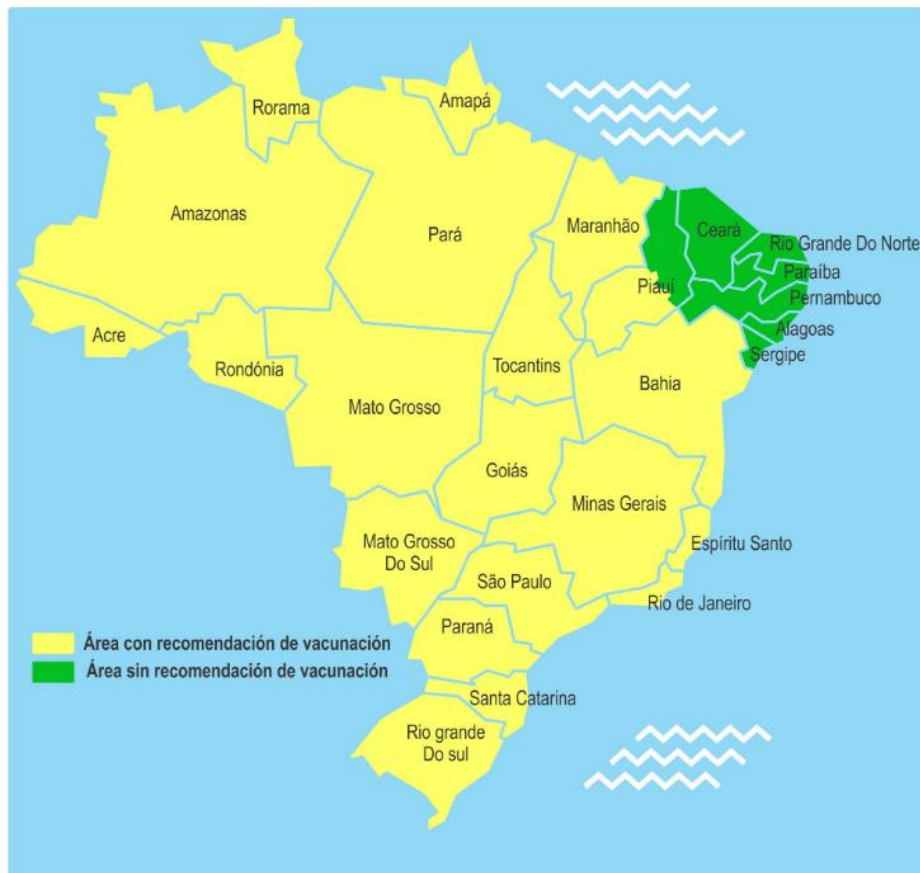 Rorama
Amapá
Amazonas
Pará
Maranhão
Ceará
Rio Grande Do Norte
Paraíba
Piauí
Pernambuco
Acre
Rondónia
Tocantins
Alagoas
Sergipe
Mato Grosso
Bahia
Goiás
Minas Gerais
Mato Grosso
Do Sul
Espíritu Santo
São Paulo
Rio de Janeiro
Paraná
Área con recomendación de vacunación
Área sin recomendación de vacunación
Santa Catarina
Rio grande
Do sul